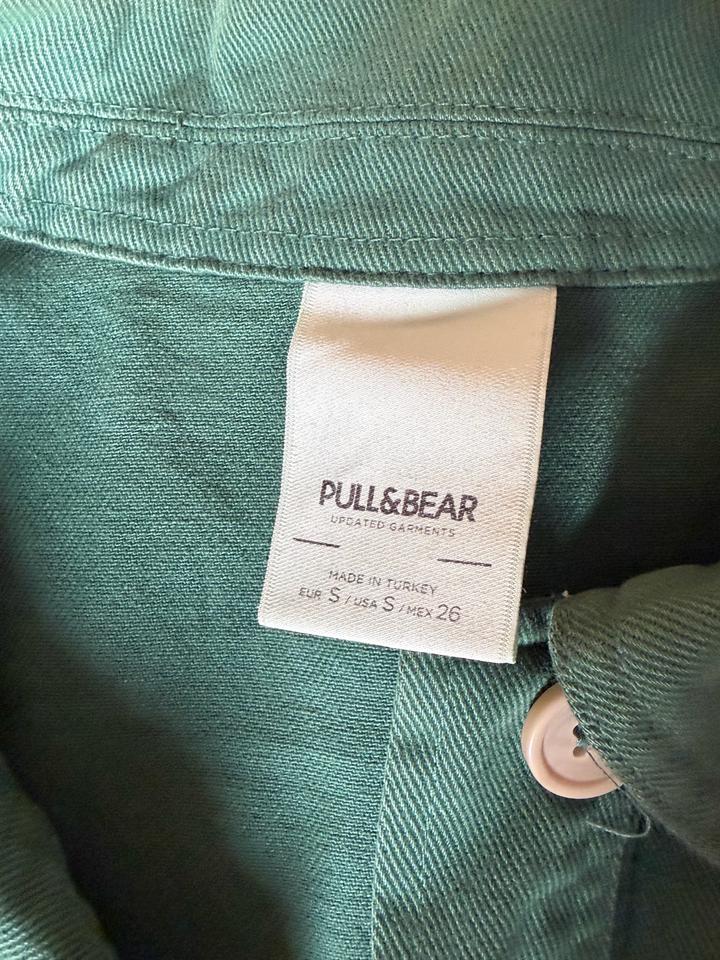 PULL&BEAR
UPDATED GARMENTS
MADE IN TURKEY
EUR S / USA S / MEX 26